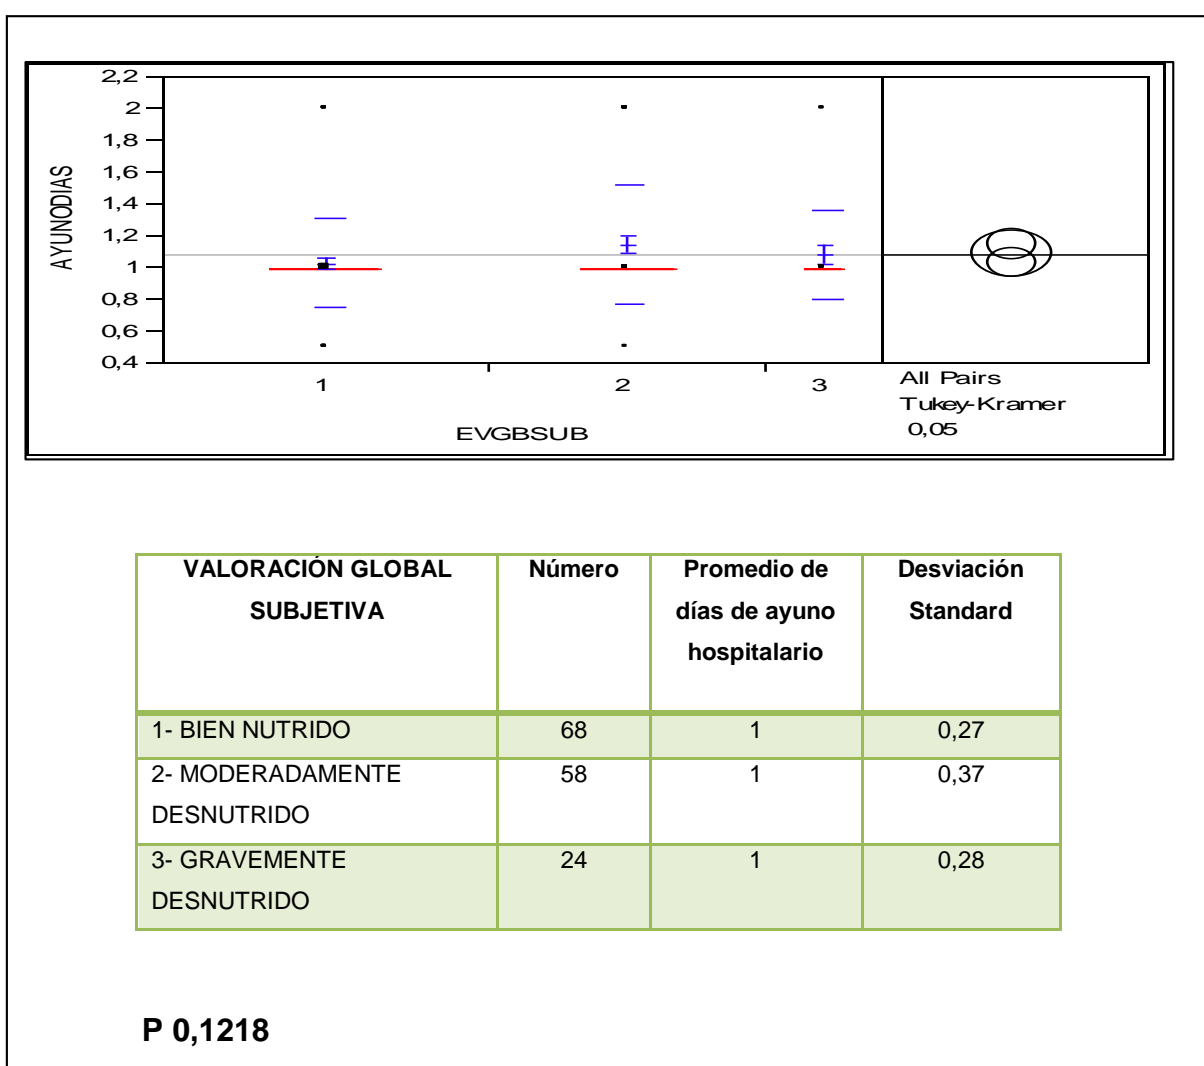 2,2
2
1,8
1,6
1,4
1,2
1
0,8
0,6
0,4
AYUNODIAS
1
2
3
EVGBSUB
All Pairs
Tukey-Kramer
0,05
VALORACIÓN GLOBAL
SUBJETIVA
Número
Promedio de
días de ayuno
hospitalario
Desviación
Standard
1- BIEN NUTRIDO 68 1 0,27
2- MODERADAMENTE 58 1 0,37
DESNUTRIDO
3- GRAVEMENTE 24 1 0,28
DESNUTRIDO
P 0,1218